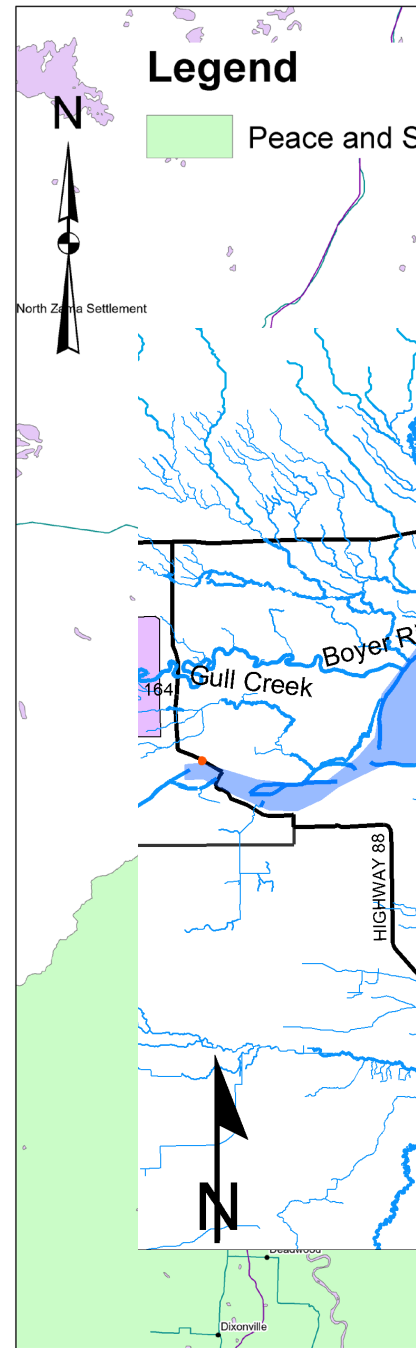 Legend
N
Peace and S
North Zama Settlement
Boyer R
164
Gull Creek
HIGHWAY 88
N
Deadwood
Dixonville